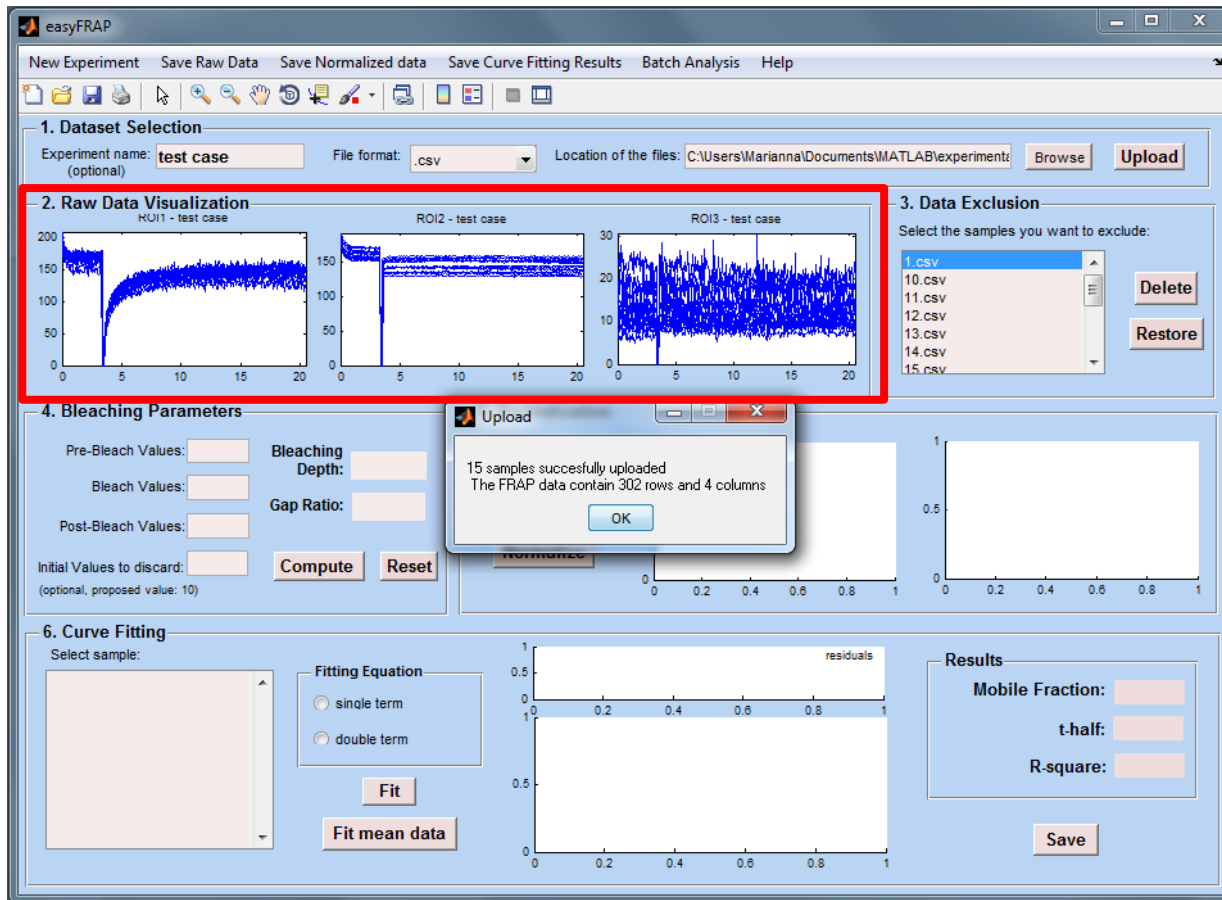 easyFRAP
New Experiment Save Raw Data Save Normalized data Save Curve Fitting Results Batch Analysis Help
1. Dataset Selection
Experiment name: test case File format: .csv Location of the files: C:\Users\Marianna\Documents\MATLAB\experimenta Browse Upload
(optional)
2. Raw Data Visualization
ROI1 - test case ROI2 - test case ROI3 - test case
200
150
100
50
0
0 5 10 15 20
150
100
50
0
0 5 10 15 20
30
20
10
0
0 5 10 15 20
3. Data Exclusion
Select the samples you want to exclude:
1.csv
10.csv
11.csv
12.csv
13.csv
14.csv
15.csv
Delete
Restore
4. Bleaching Parameters
Pre-Bleach Values:
Bleach Values:
Post-Bleach Values:
Initial Values to discard:
(optional, proposed value: 10)
Bleaching
Depth:
Gap Ratio:
Compute Reset
Upload
15 samples succesfully uploaded
The FRAP data contain 302 rows and 4 columns
OK
Normalize
0
0 0.2 0.4 0.6 0.8 1
1
0.5
0
0 0.2 0.4 0.6 0.8 1
6. Curve Fitting
Select sample:
Fitting Equation
single term
double term
Fit
Fit mean data
residuals
1
0.5
0
0 0.2 0.4 0.6 0.8 1
1
0.5
0
0 0.2 0.4 0.6 0.8 1
Results
Mobile Fraction:
t-half:
R-square:
Save